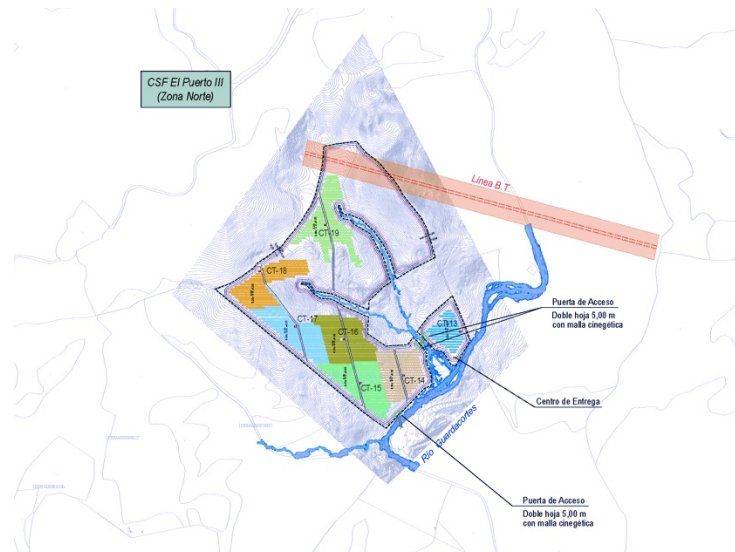 CSF El Puerto III
(Zona Norte)
Línea B.T.
CT-19
CT-18
Puerta de Acceso
Doble hoja 5,00 m
con malla cinegética
CT-17
CT-13
CT-16
CT-15
CT-14
Centro de Entrega
Río Guardacortes
Puerta de Acceso
Doble hoja 5,00 m
con malla cinegética